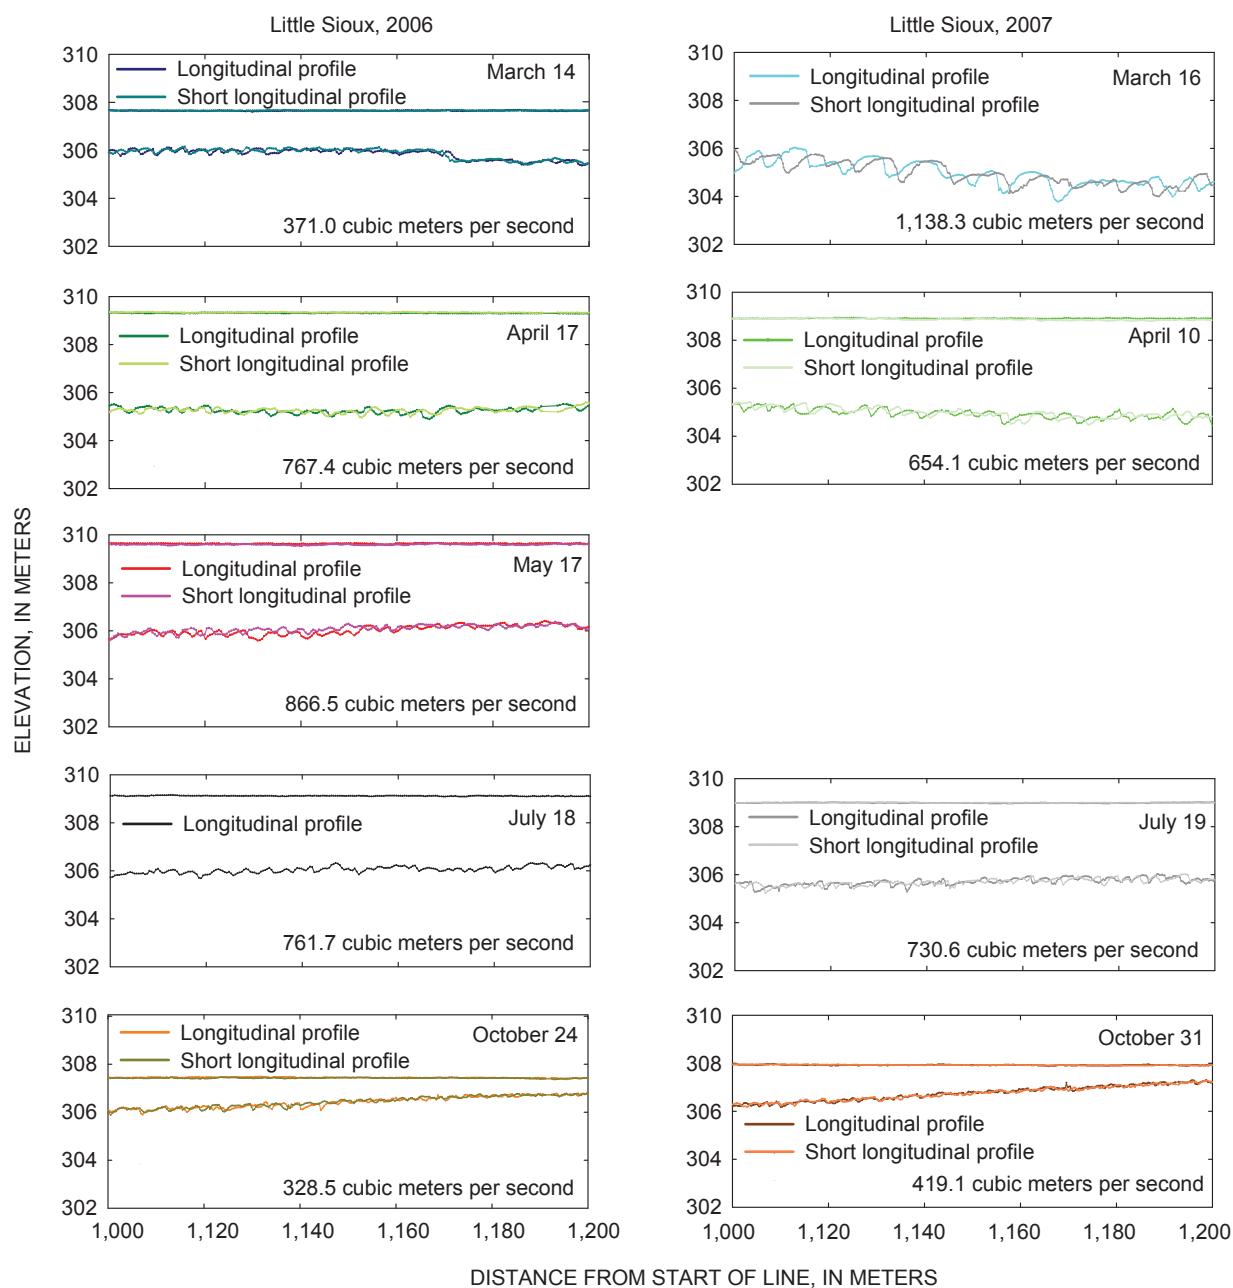 Little Sioux, 2006
310
308
306
304
302
Longitudinal profile
Short longitudinal profile
March 14
371.0 cubic meters per second
310
308
306
304
302
Longitudinal profile
Short longitudinal profile
April 17
767.4 cubic meters per second
310
308
306
304
302
Longitudinal profile
Short longitudinal profile
May 17
866.5 cubic meters per second
310
308
306
304
302
Longitudinal profile
July 18
761.7 cubic meters per second
310
308
306
304
302
Longitudinal profile
Short longitudinal profile
October 24
328.5 cubic meters per second
1,000 1,120 1,140 1,160 1,180 1,200
Little Sioux, 2007
310
308
306
304
302
Longitudinal profile
Short longitudinal profile
March 16
1,138.3 cubic meters per second
310
308
306
304
302
Longitudinal profile
Short longitudinal profile
April 10
654.1 cubic meters per second
310
308
306
304
302
Longitudinal profile
Short longitudinal profile
July 19
730.6 cubic meters per second
310
308
306
304
302
October 31
Longitudinal profile
Short longitudinal profile
419.1 cubic meters per second
1,000 1,120 1,140 1,160 1,180 1,200
ELEVATION, IN METERS
DISTANCE FROM START OF LINE, IN METERS